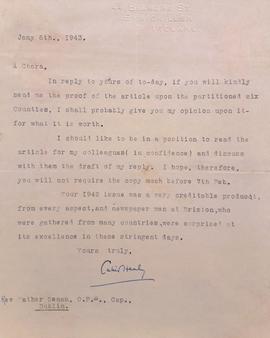 Jany 6th., 1943.
A Chara,
In reply to yours of to-day, if you will kindly
send me the proof of the article upon the partitioned six
Counties, I shall probably give you my opinion upon it-
for what it is worth.
I should like to be in a position to read the
article for my colleagues( in confidence) and discuss
with them the draft of my reply. I hope, therefore,
you will not require the copy much before 7th Feb.
Your 1942 issue was a very creditable product,
from every aspect, and newspaper men at Brixton, who
were gathered from many countries, were surprised at
its excellence in these stringent days.
Yours truly,
Cahir Healy
Rev Father Senan, O.F.M., Cap.,
Dublin.